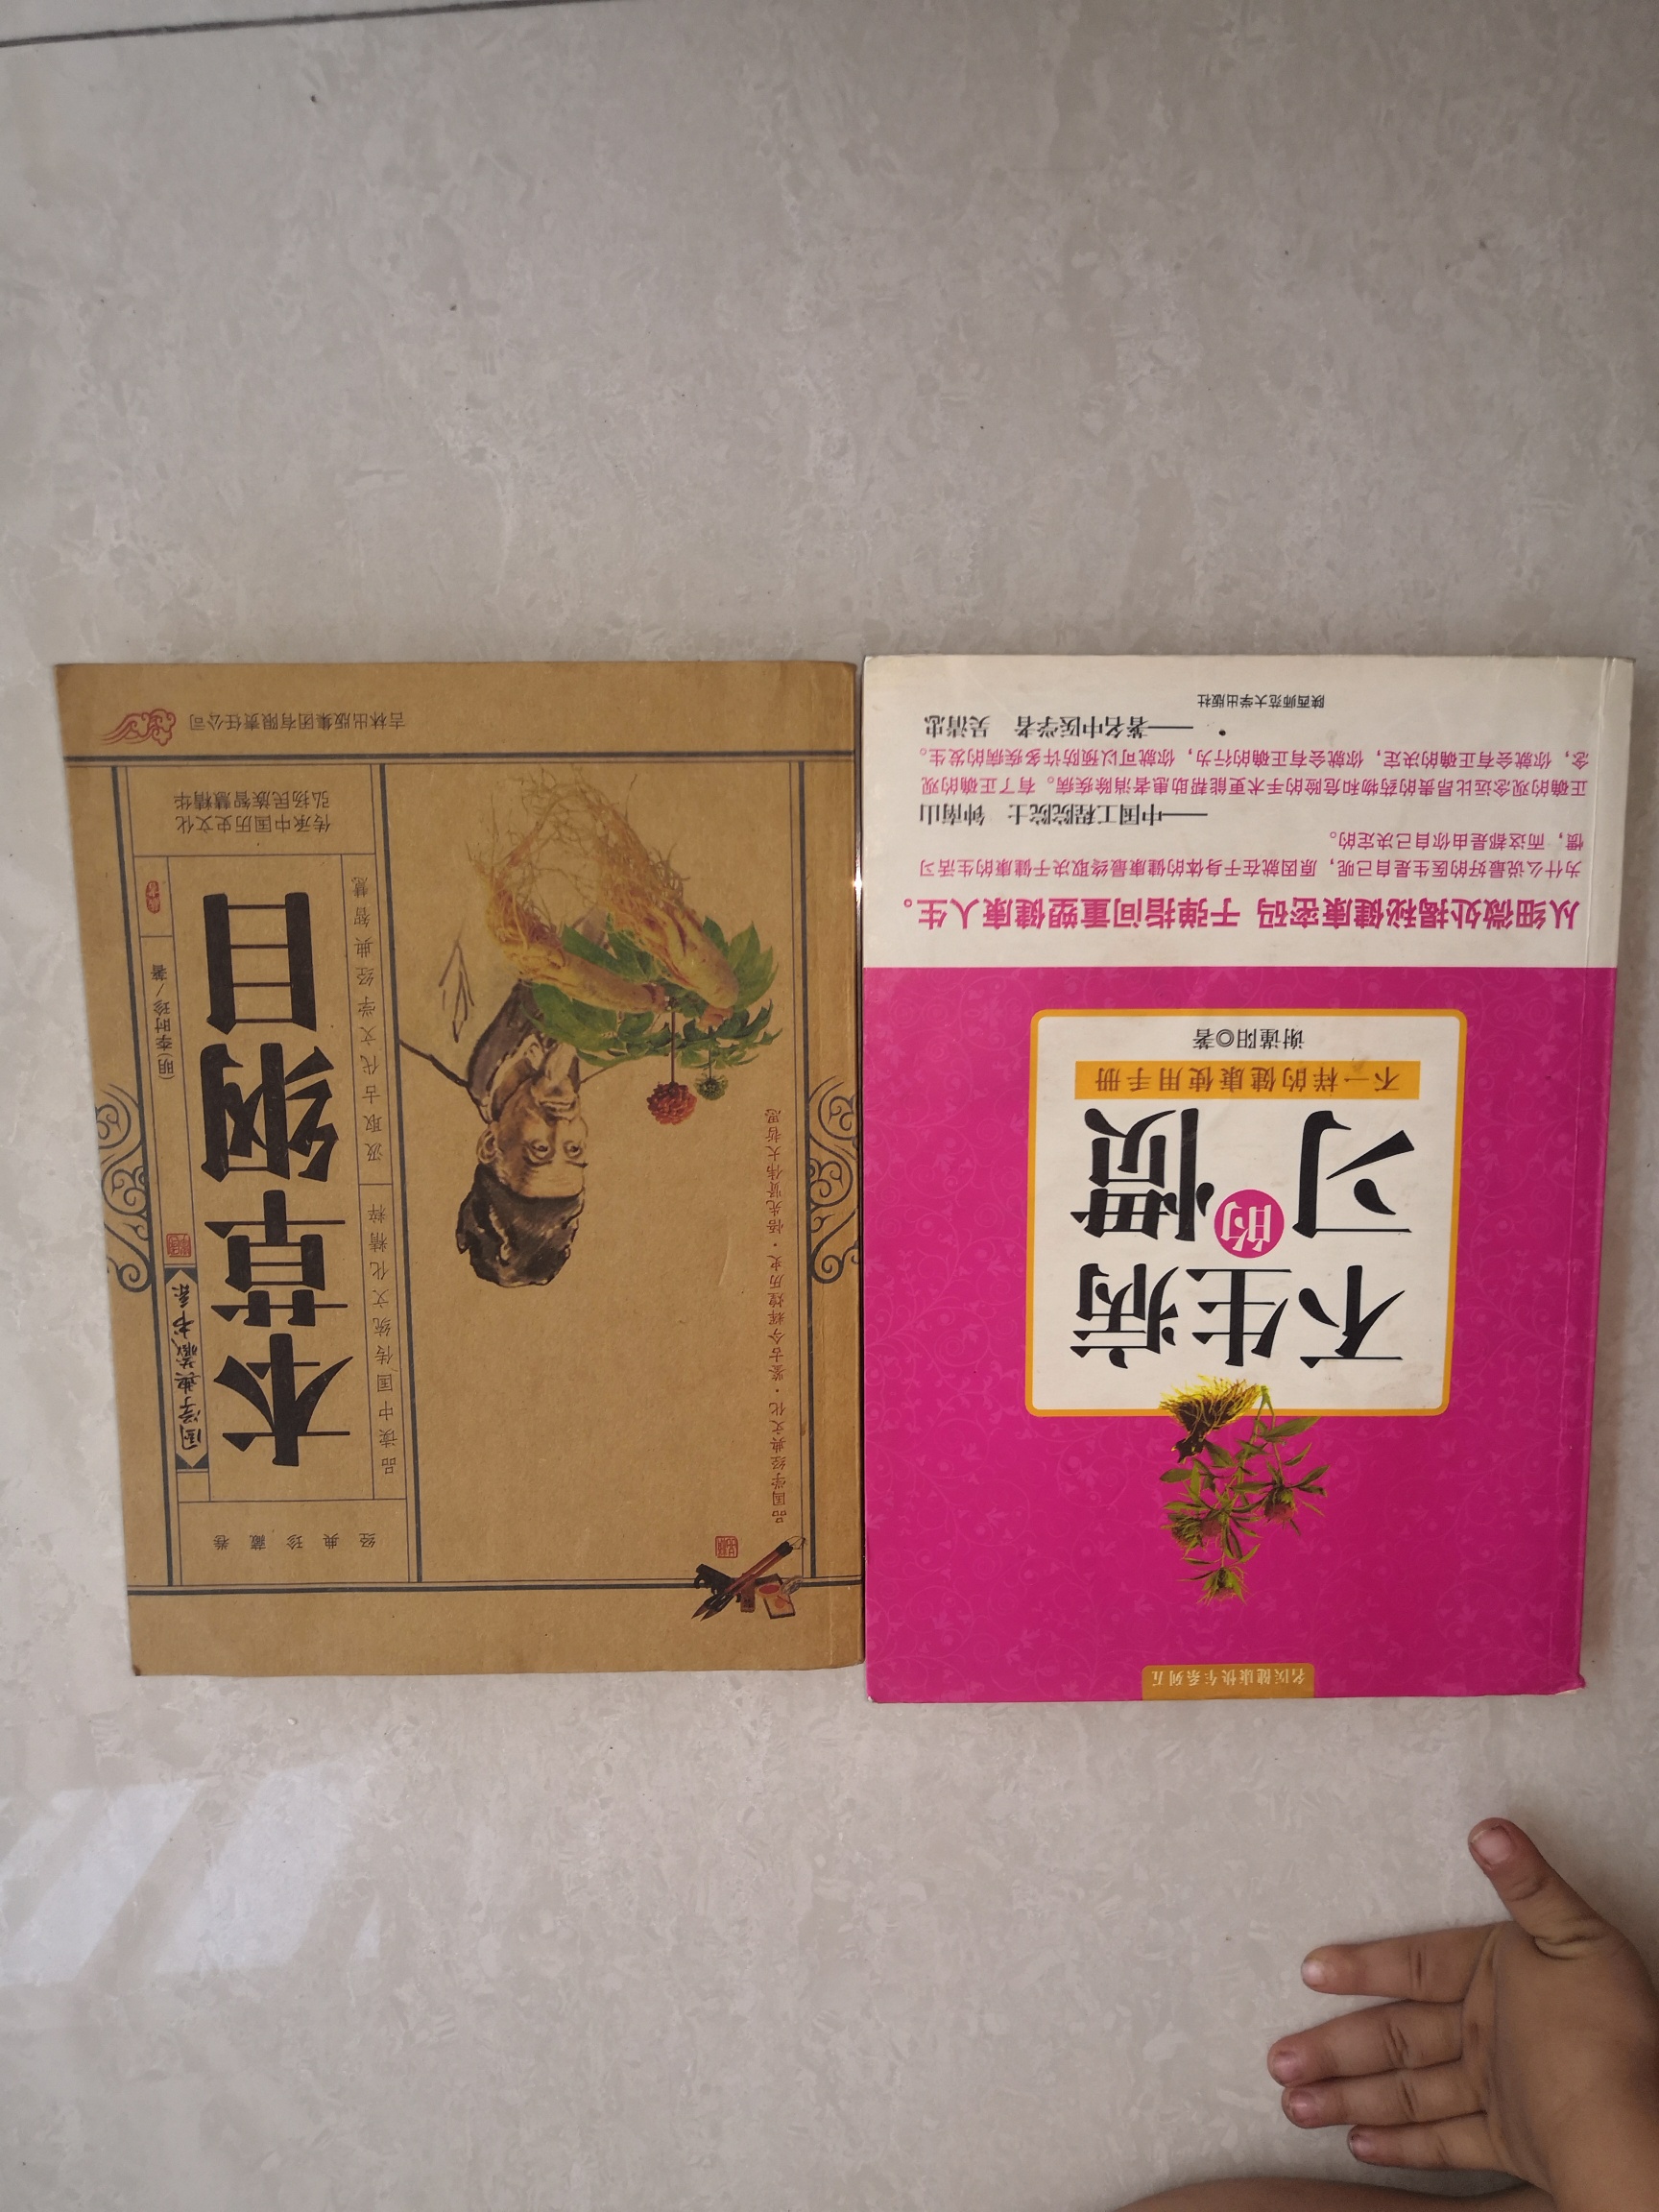 名医健康快车系列五
不生病
的
习惯
不一样的健康使用手册
谢谨阳◎著
从细微处揭秘健康密码 于弹指间重塑健康人生。
为什么说最好的医生是自己呢，原因就在于身体的健康最终取决于健康的生活习
惯，而这都是由你自己决定的。
——中国工程院院士 钟南山
正确的观念远比昂贵的药物和危险的手术更能帮助患者消除疾病。有了正确的观
念，你就会有正确的决定，你就会有正确的行为，你就可以预防许多疾病的发生。
——著名中医学者 吴清忠
陕西师范大学出版社
经典珍藏卷
国学典藏书系
本草纲目
(明)李时珍/著
品读中国传统文化精粹 汲取古代文学经典智慧
传承中国历史文化
弘扬民族智慧精华
品国学经典文化·鉴古今辉煌历史·悟先贤伟大哲思
吉林出版集团有限责任公司